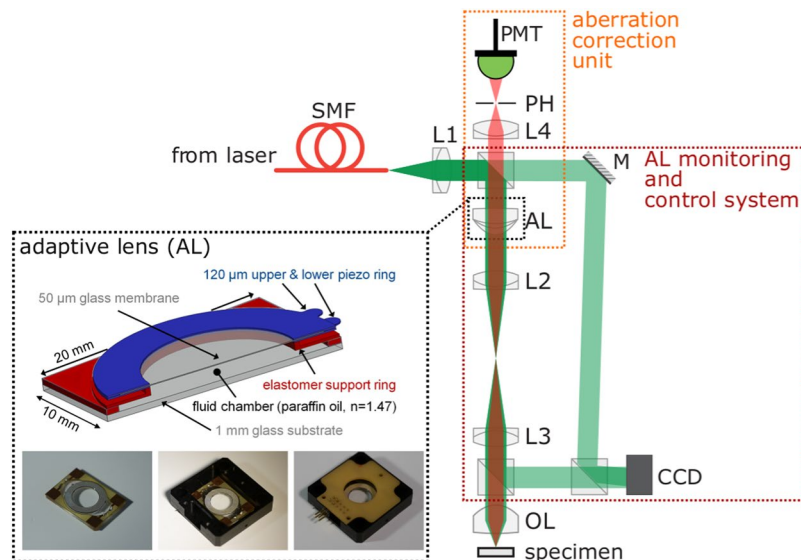 aberration
correction
unit
PMT
SMF
PH
L1
L4
from laser
M
AL monitoring
and
control system
AL
adaptive lens (AL)
120 µm upper & lower piezo ring
50 µm glass membrane
L2
20 mm
elastomer support ring
fluid chamber (paraffin oil, n=1.47)
10 mm
1 mm glass substrate
L3
CCD
OL
specimen